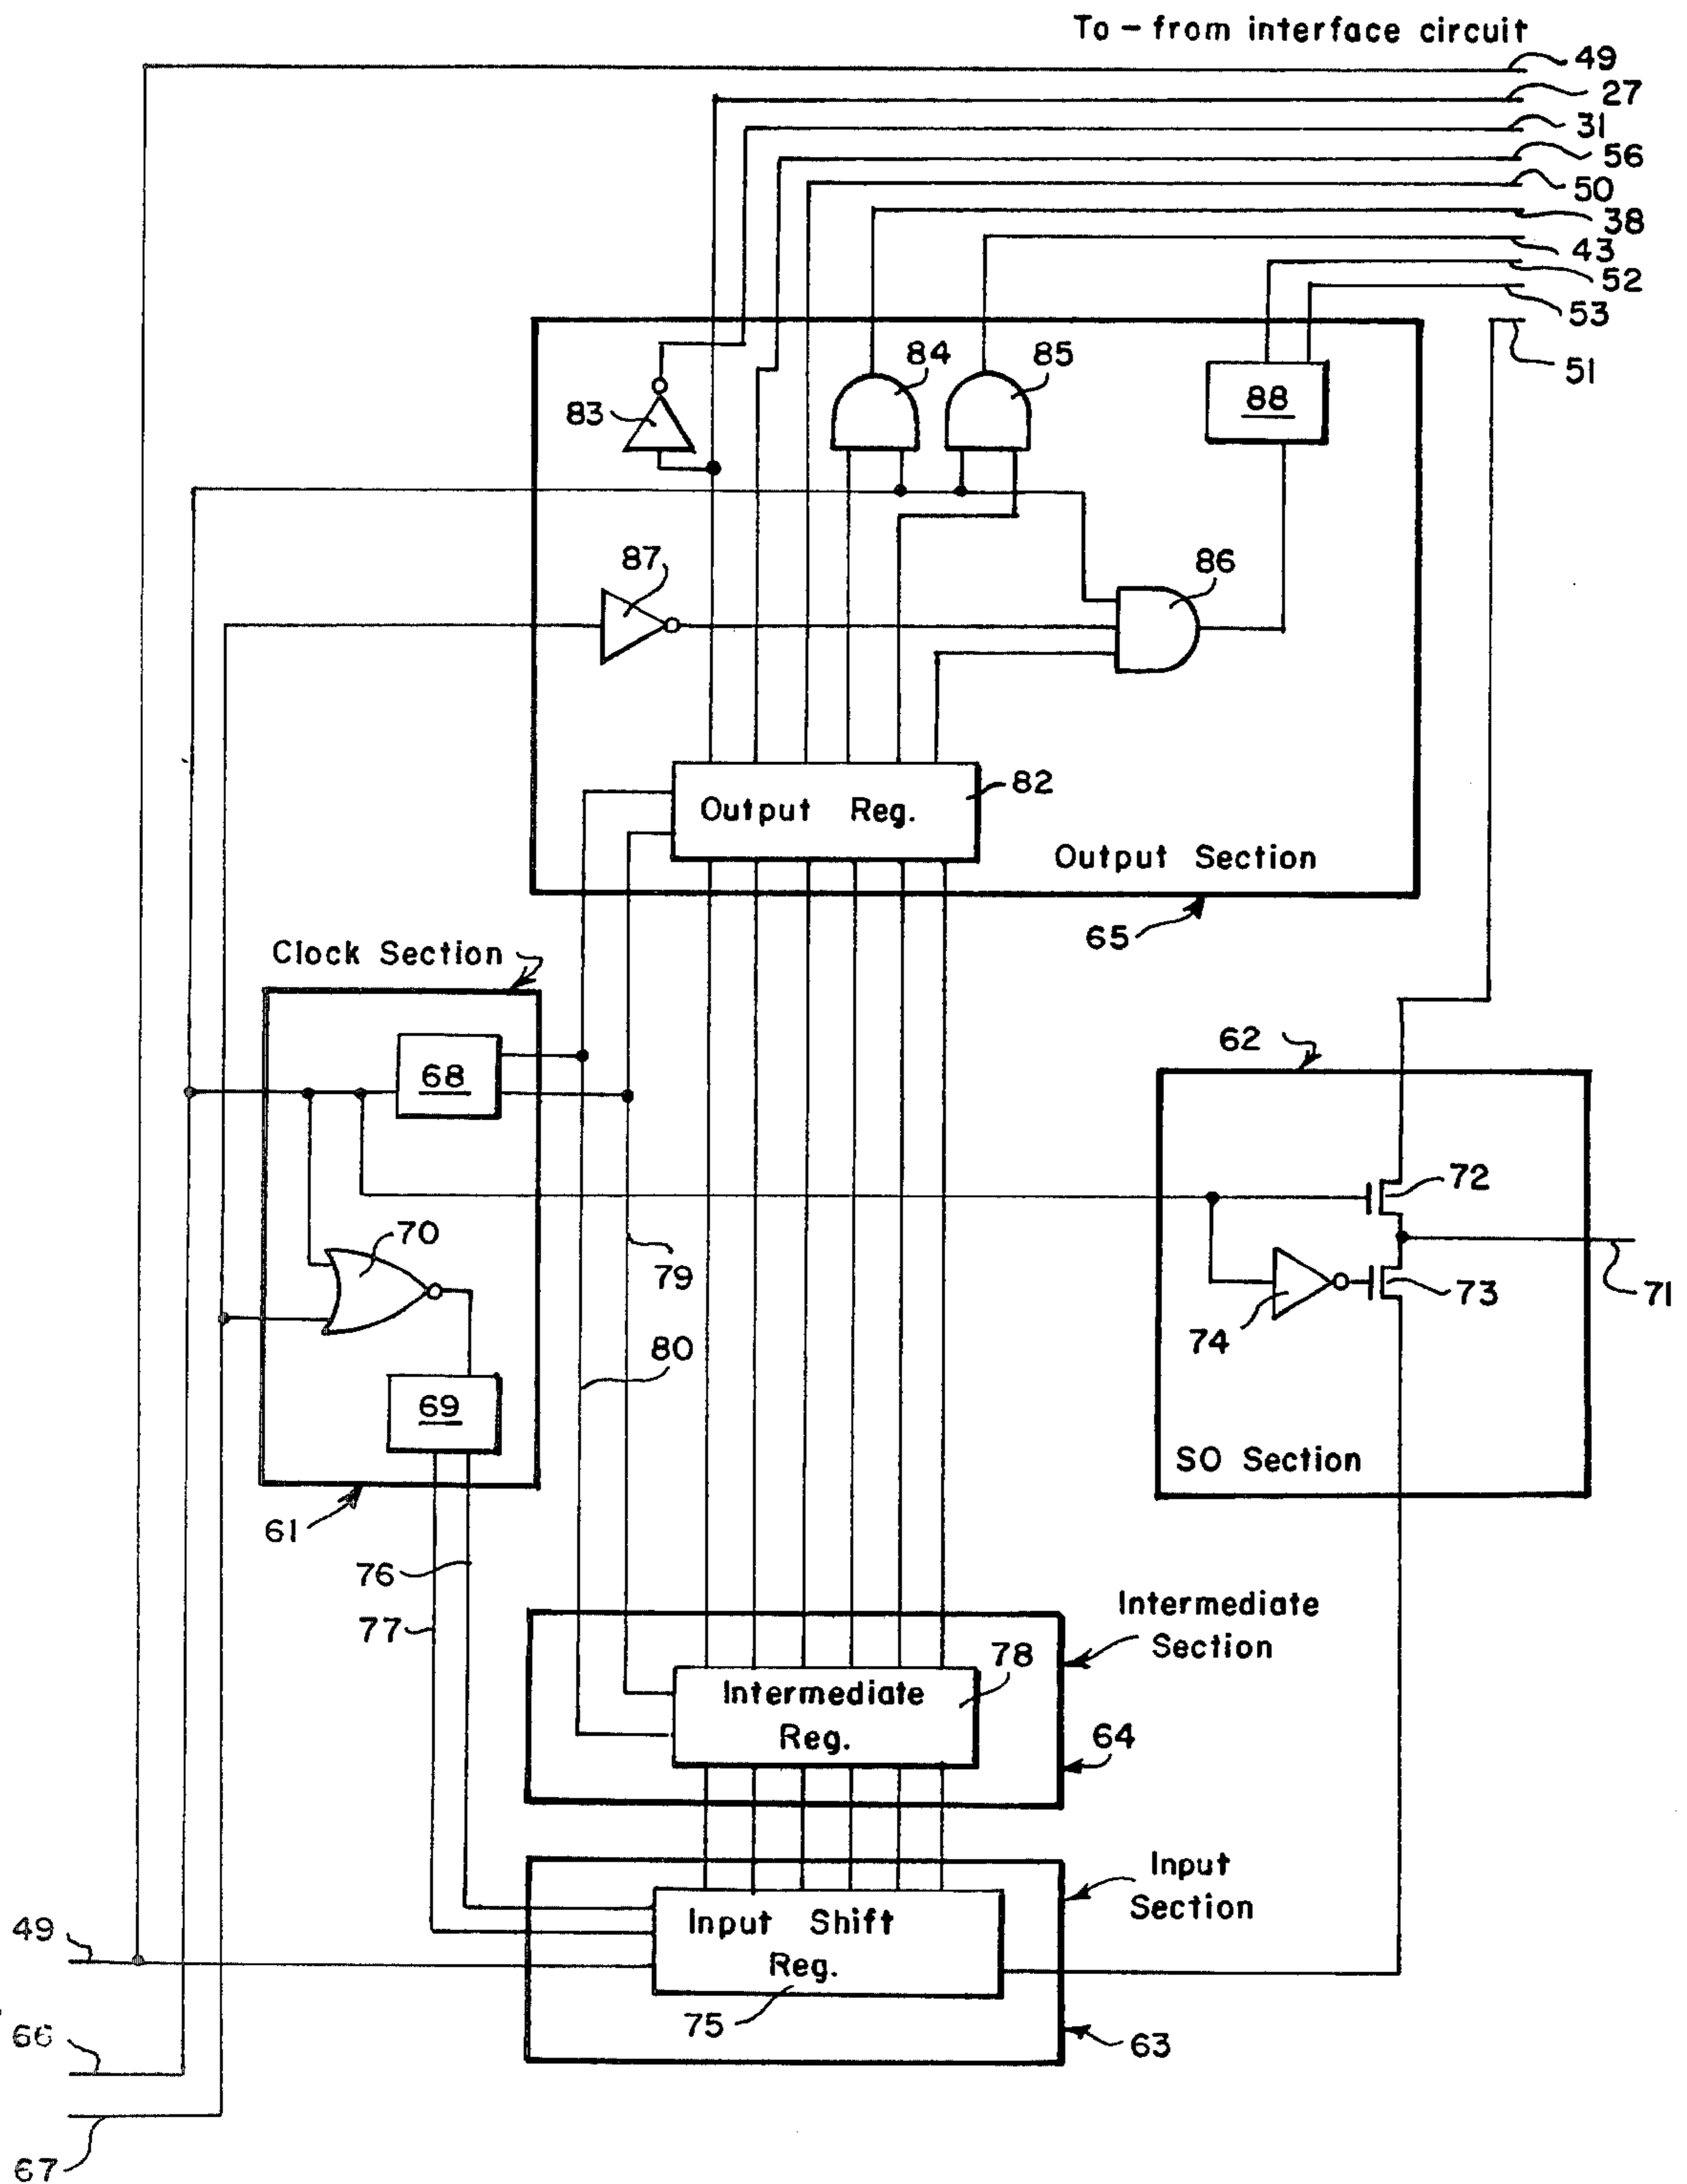 To - from interface circuit
49
27
31
56
50
38
43
52
53
51
84
85
83
88
87
86
Output Reg.
82
Output Section
65
Clock Section
62
68
72
70
79
71
73
74
80
69
SO Section
61
76
Intermediate
Section
77
78
Intermediate
Reg.
64
Input
Section
Input Shift
Reg.
49
75
63
66
67